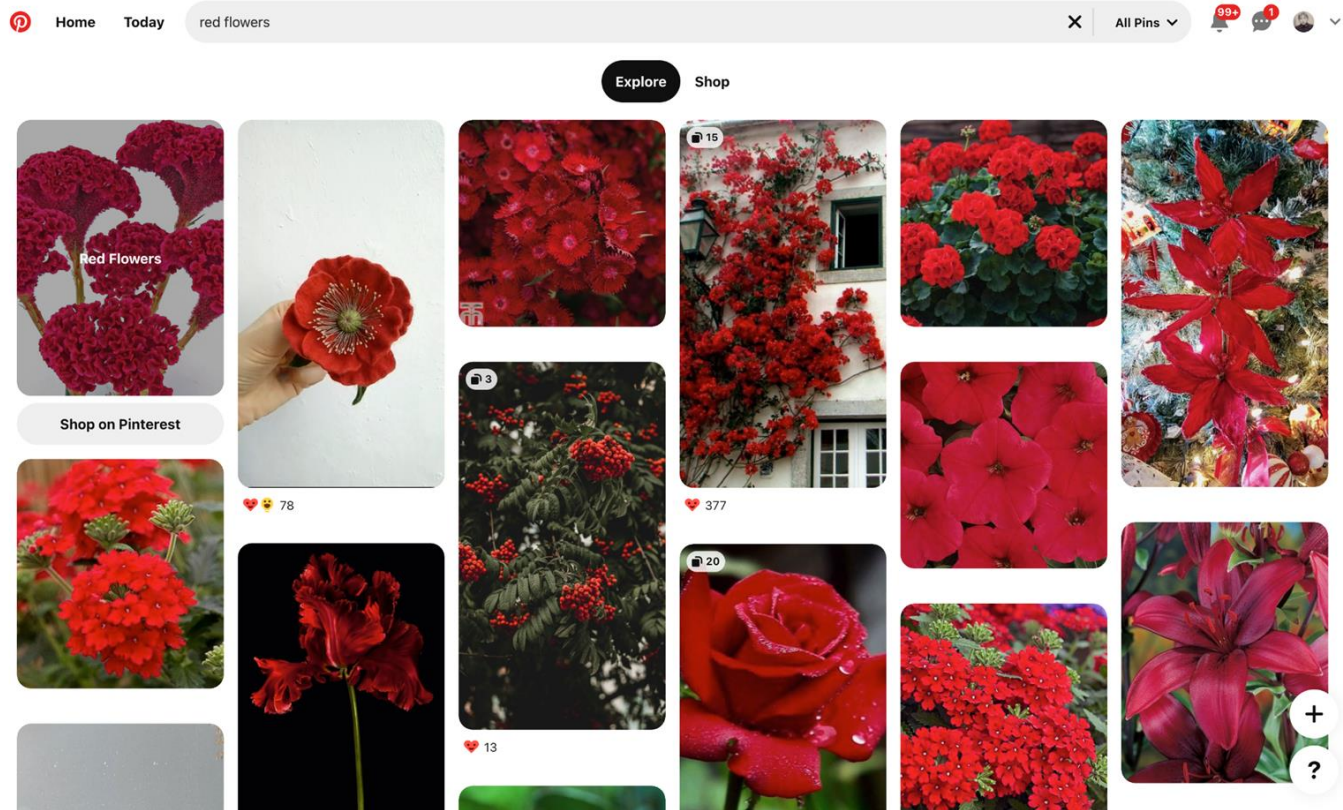 Home
Today
red flowers
All Pins
99+
1
Explore
Shop
Red Flowers
Shop on Pinterest
78
3
13
15
377
20
+
?